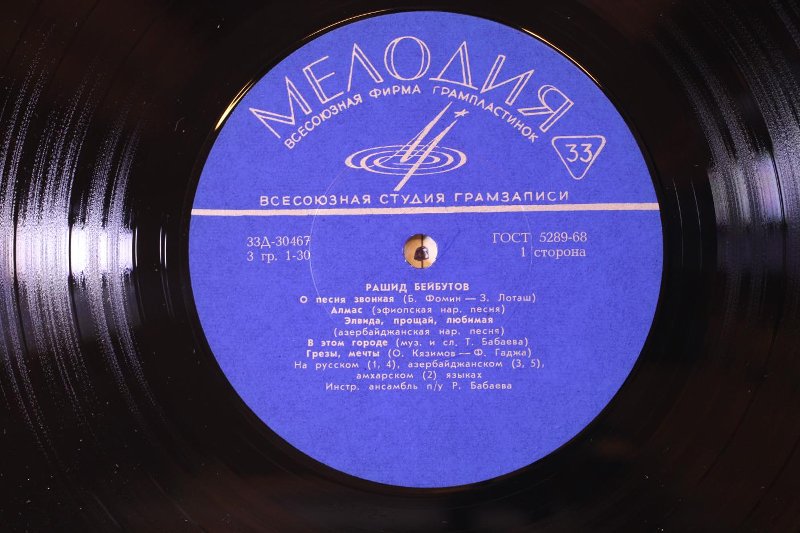 МЕЛОДИЯ
ВСЕСОЮЗНАЯ ФИРМА ГРАМПЛАСТИНОК
33
ВСЕСОЮЗНАЯ СТУДИЯ ГРАМЗАПИСИ
33Д-30467
3 гр. 1-30
ГОСТ 5289-68
1 сторона
РАШИД БЕЙБУТОВ
О песня звонкая (Б. Фомин — З. Лоташ)
Алмас (эфиопская нар. песня)
Элвида, прощай, любимая
(азербайджанская нар. песня)
В этом городе (муз. и сл. Т. Бабаева)
Грезы, мечты (О. Кязимов — Ф. Гаджа)
На русском (1, 4), азербайджанском (3, 5),
амхарском (2) языках
Инстр. ансамбль п/у Р. Бабаева